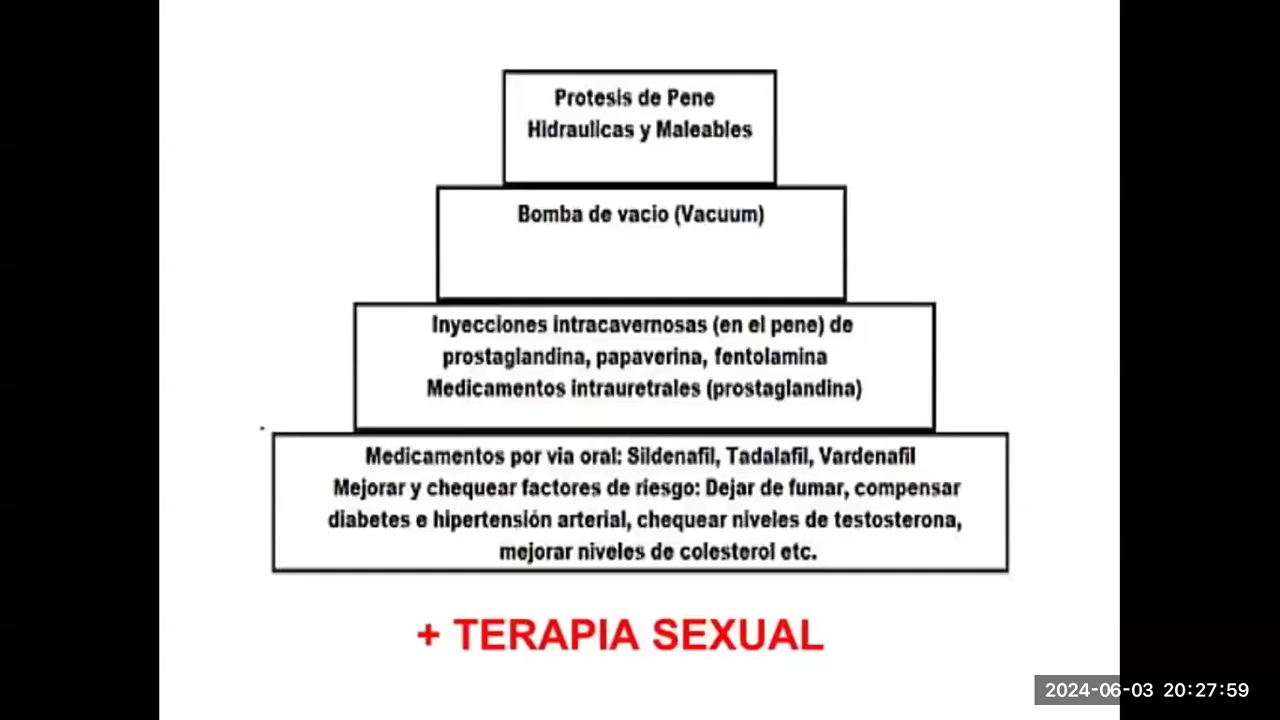 Protesis de Pene
Hidraulicas y Maleables
Bomba de vacio (Vacuum)
Inyecciones intracavernosas (en el pene) de
prostaglandina, papaverina, fentolamina
Medicamentos intrauretrales (prostaglandina)
Medicamentos por via oral: Sildenafil, Tadalafil, Vardenafil
Mejorar y chequear factores de riesgo: Dejar de fumar, compensar
diabetes e hipertensión arterial, chequear niveles de testosterona,
mejorar niveles de colesterol etc.
+ TERAPIA SEXUAL
2024-06-03 20:27:59